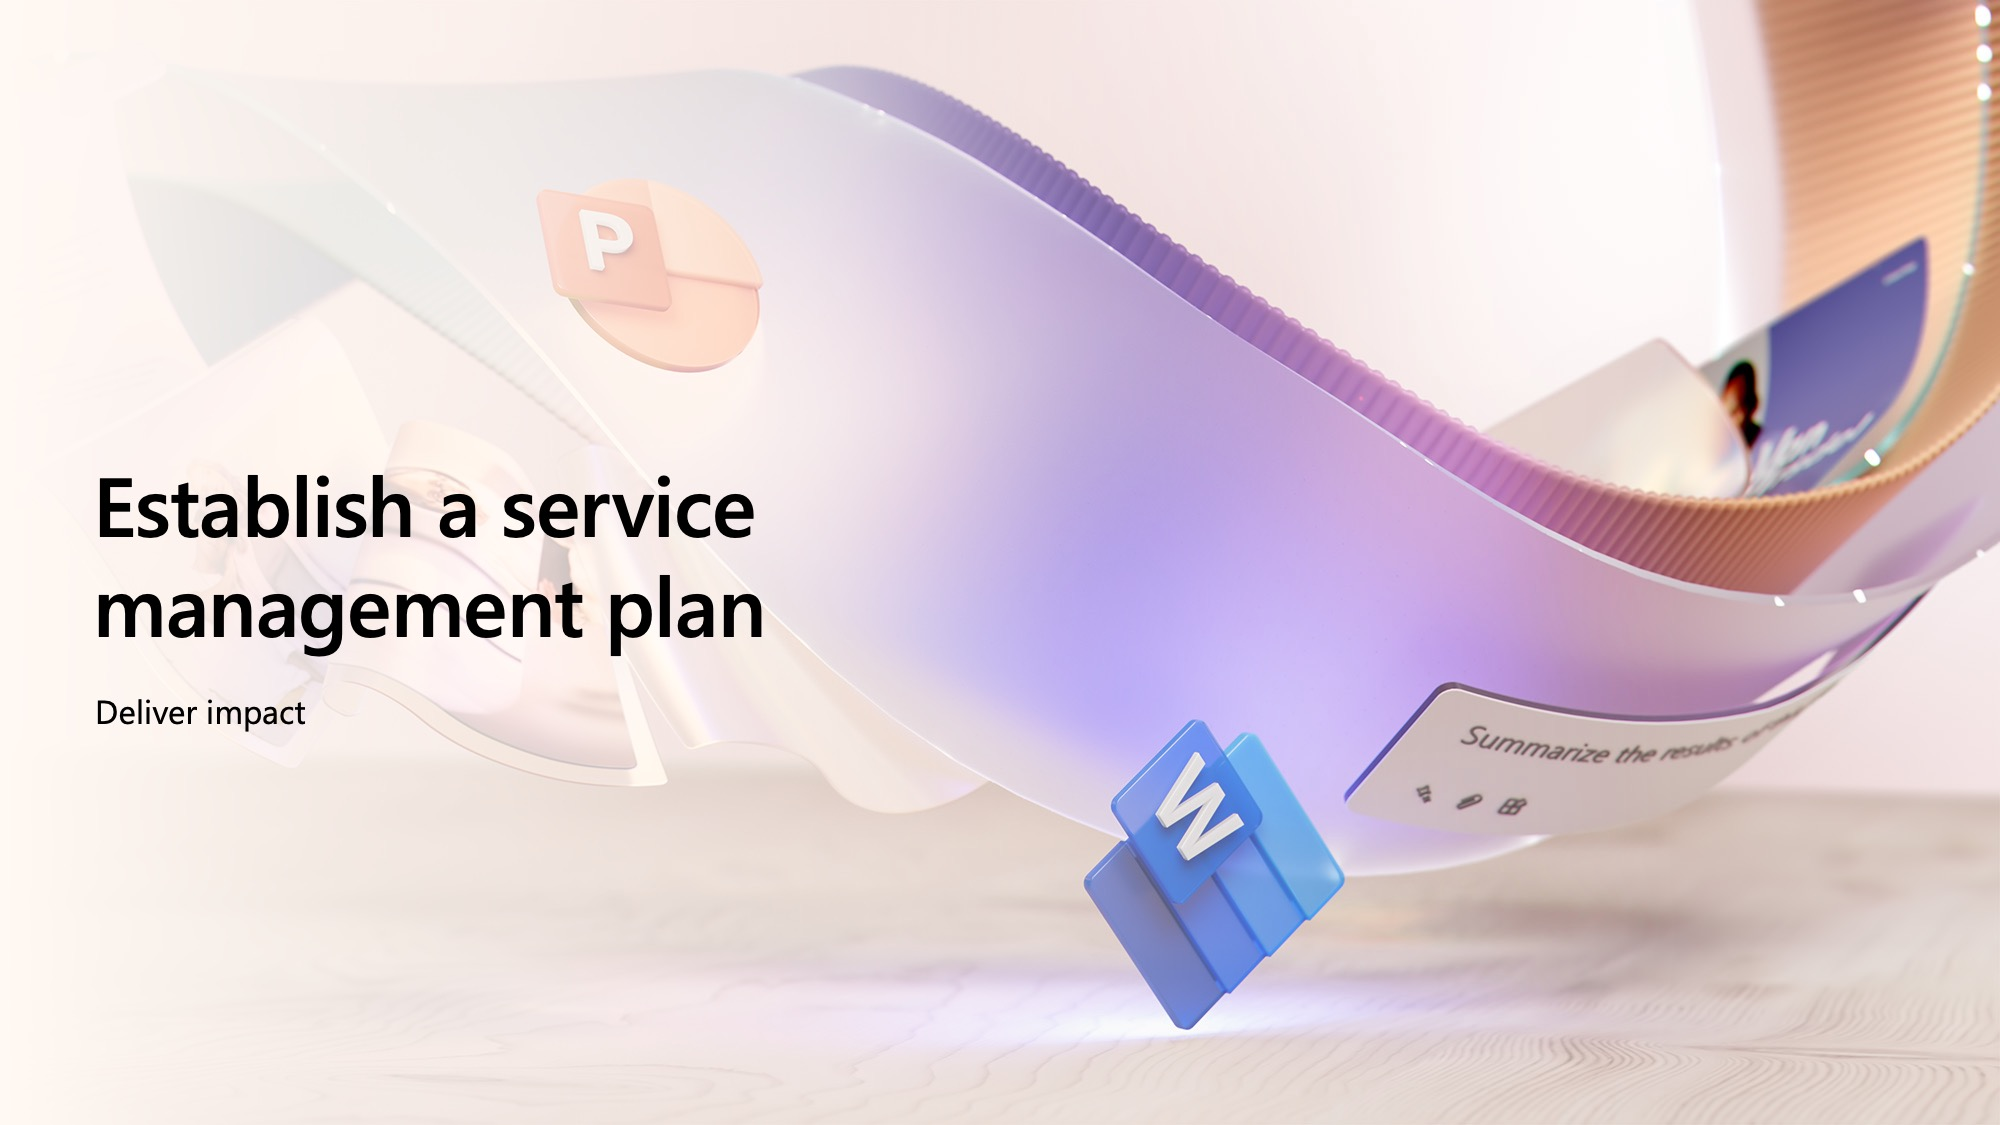 P
Establish a service
management plan
Deliver impact
W
Summarize the results